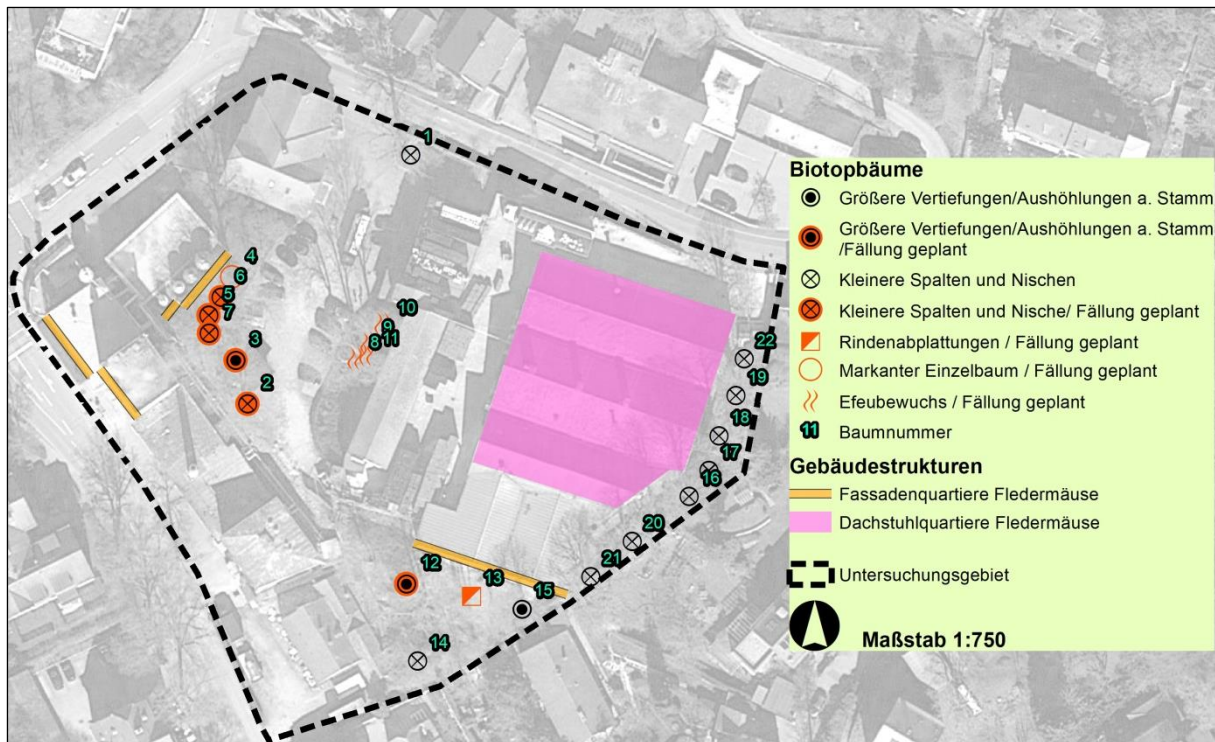 1
4
6
5
7
3
2
10
9
8
11
22
19
18
17
16
20
21
12
13
15
14
Biotopbäume
Größere Vertiefungen/Aushöhlungen a. Stamm
Größere Vertiefungen/Aushöhlungen a. Stamm
/Fällung geplant
Kleinere Spalten und Nischen
Kleinere Spalten und Nische/ Fällung geplant
Rindenabplattungen / Fällung geplant
Markanter Einzelbaum / Fällung geplant
Efeubewuchs / Fällung geplant
11 Baumnummer
Gebäudestrukturen
Fassadenquartiere Fledermäuse
Dachstuhlquartiere Fledermäuse
Untersuchungsgebiet
Maßstab 1:750